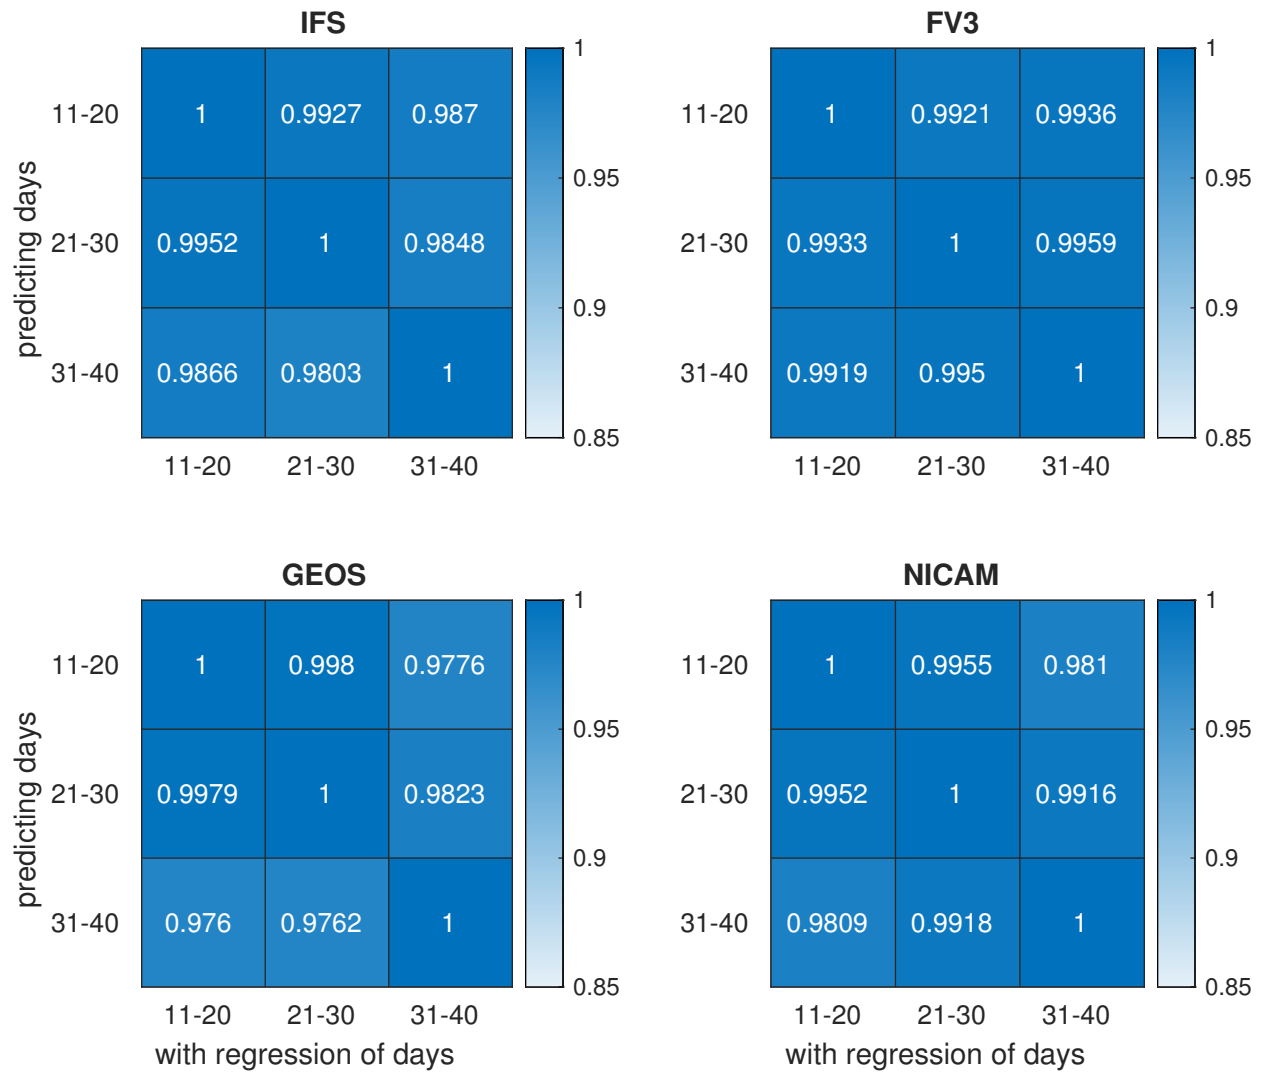 IFS
1
11-20 1 0.9927 0.987
0.95
predicting days
21-30 0.9952 1 0.9848
0.9
31-40 0.9866 0.9803 1
0.85
11-20 21-30 31-40
FV3
1
11-20 1 0.9921 0.9936
0.95
21-30 0.9933 1 0.9959
0.9
31-40 0.9919 0.995 1
0.85
11-20 21-30 31-40
GEOS
1
11-20 1 0.998 0.9776
0.95
predicting days
21-30 0.9979 1 0.9823
0.9
31-40 0.976 0.9762 1
0.85
11-20 21-30 31-40
with regression of days
NICAM
1
11-20 1 0.9955 0.981
0.95
21-30 0.9952 1 0.9916
0.9
31-40 0.9809 0.9918 1
0.85
11-20 21-30 31-40
with regression of days